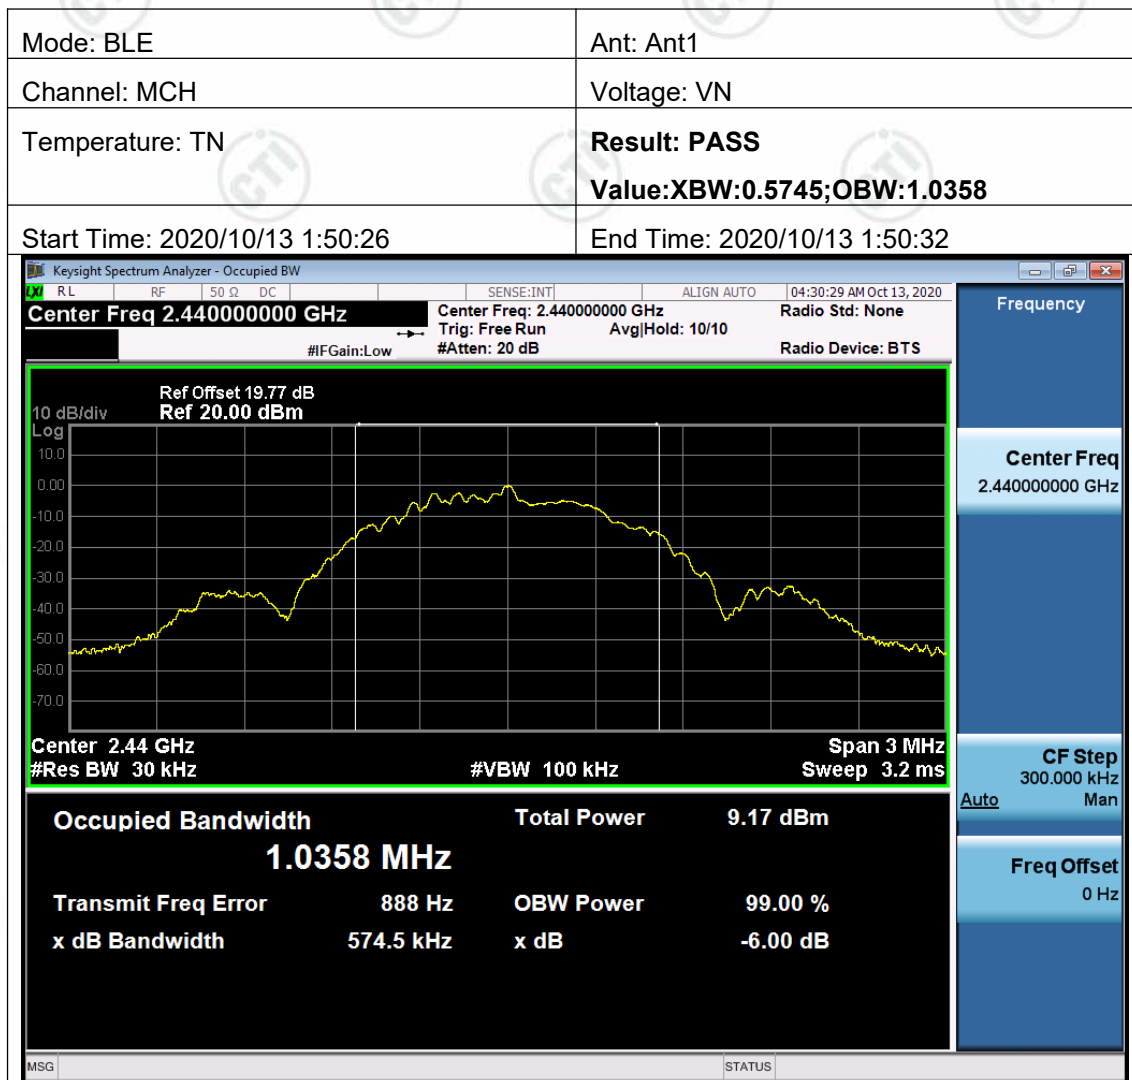 Mode: BLE
Ant: Ant1
Channel: MCH
Voltage: VN
Temperature: TN
Result: PASS
Value:XBW:0.5745;OBW:1.0358
Start Time: 2020/10/13 1:50:26
End Time: 2020/10/13 1:50:32
CTI
CTI
CTI
Keysight Spectrum Analyzer - Occupied BW
LXI RL RF 50 Ω DC SENSE:INT ALIGN AUTO 04:30:29 AM Oct 13, 2020
Center Freq 2.440000000 GHz
Center Freq: 2.440000000 GHz
Radio Std: None
Trig: Free Run Avg|Hold: 10/10
#IFGain:Low
#Atten: 20 dB
Radio Device: BTS
Ref Offset 19.77 dB
10 dB/div Ref 20.00 dBm
Log
10.0
0.00
-10.0
-20.0
-30.0
-40.0
-50.0
-60.0
-70.0
Center 2.44 GHz
Span 3 MHz
#Res BW 30 kHz
#VBW 100 kHz
Sweep 3.2 ms
Occupied Bandwidth
1.0358 MHz
Total Power 9.17 dBm
Transmit Freq Error 888 Hz
OBW Power 99.00 %
x dB Bandwidth 574.5 kHz
x dB -6.00 dB
Frequency
Center Freq
2.440000000 GHz
CF Step
300.000 kHz
Auto Man
Freq Offset
0 Hz
MSG
STATUS